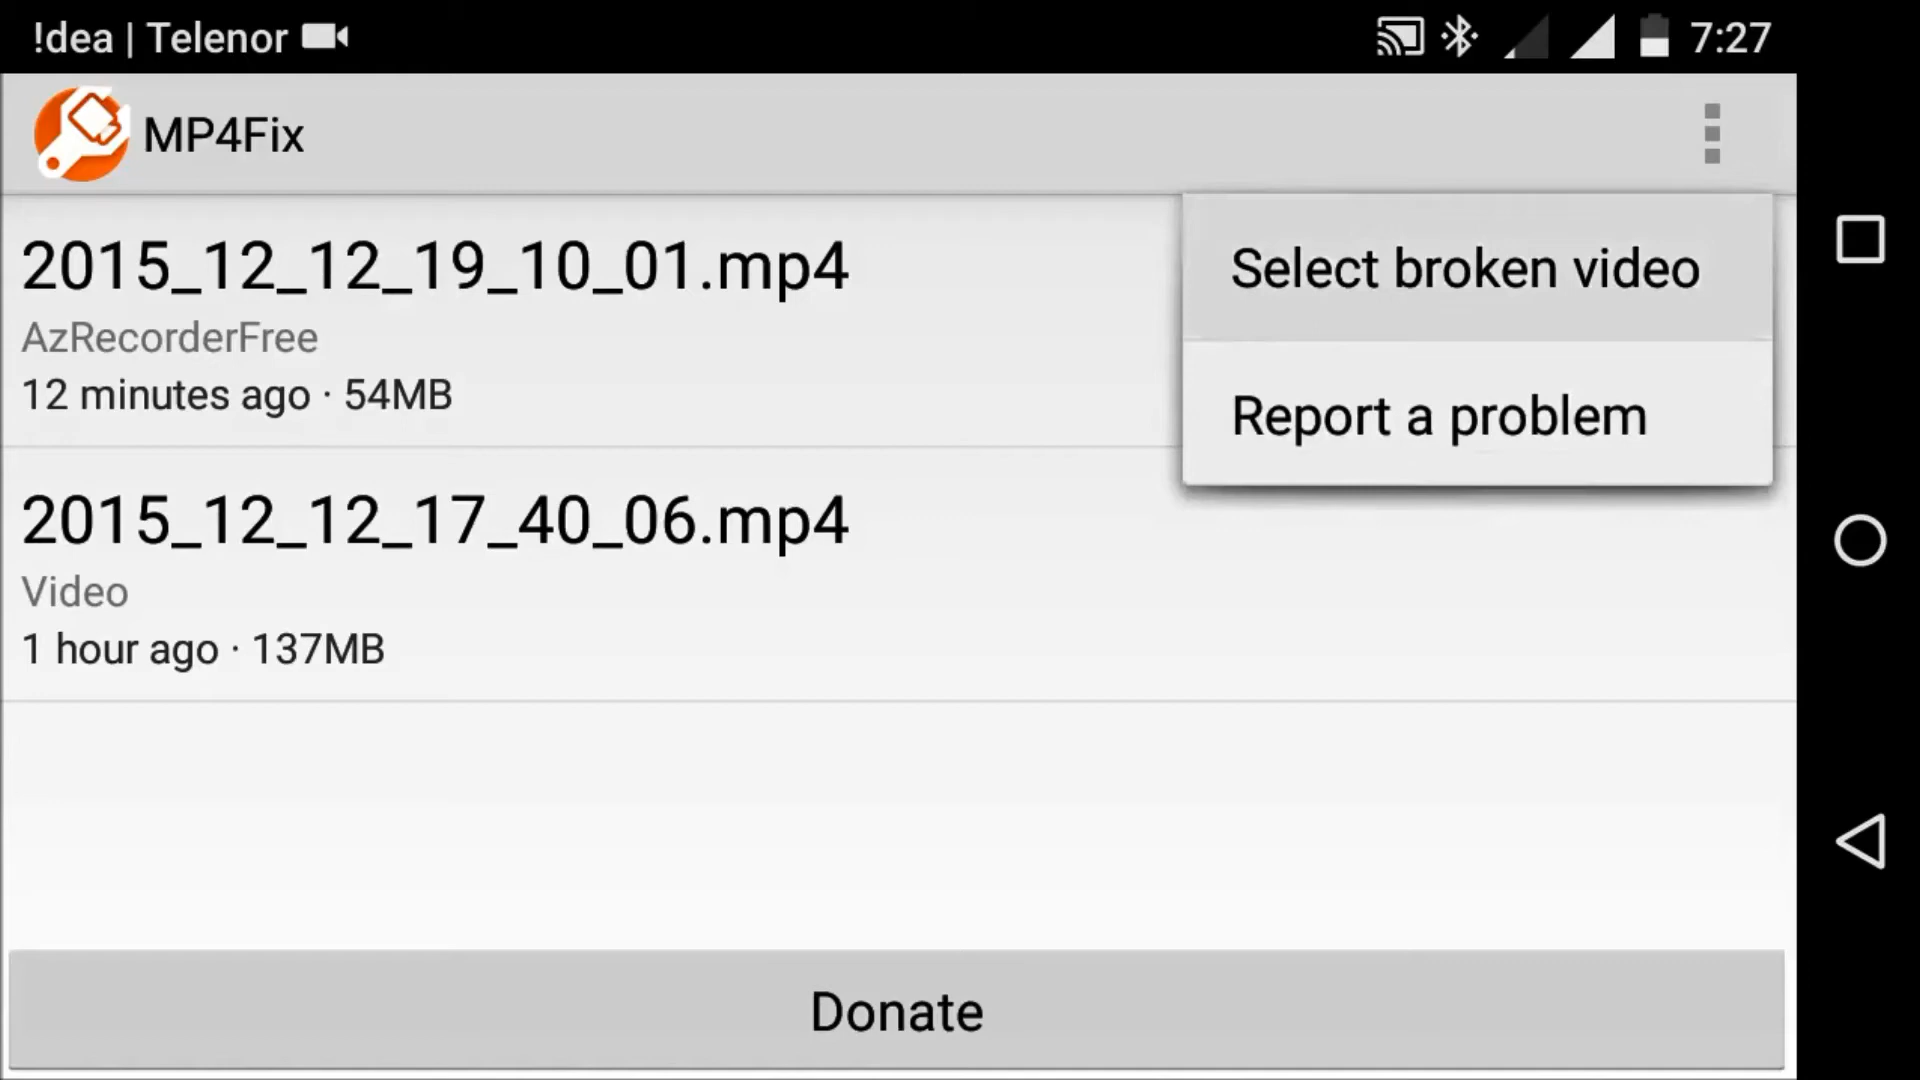 !dea | Telenor
7:27
MP4Fix
Select broken video
Report a problem
2015_12_12_19_10_01.mp4
AzRecorderFree
12 minutes ago · 54MB
2015_12_12_17_40_06.mp4
Video
1 hour ago · 137MB
Donate